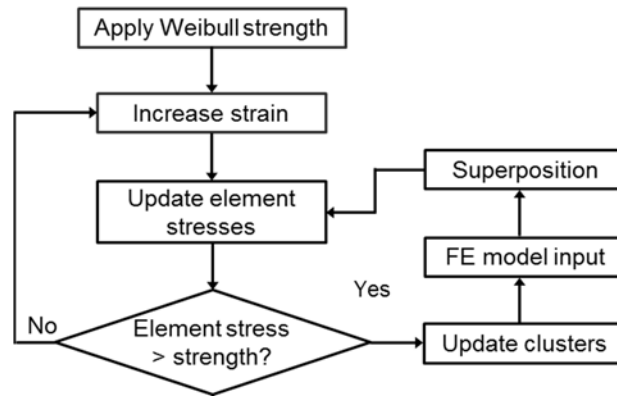 Apply Weibull strength
Increase strain
Update element
stresses
Superposition
FE model input
Yes
No
Element stress
> strength?
Update clusters